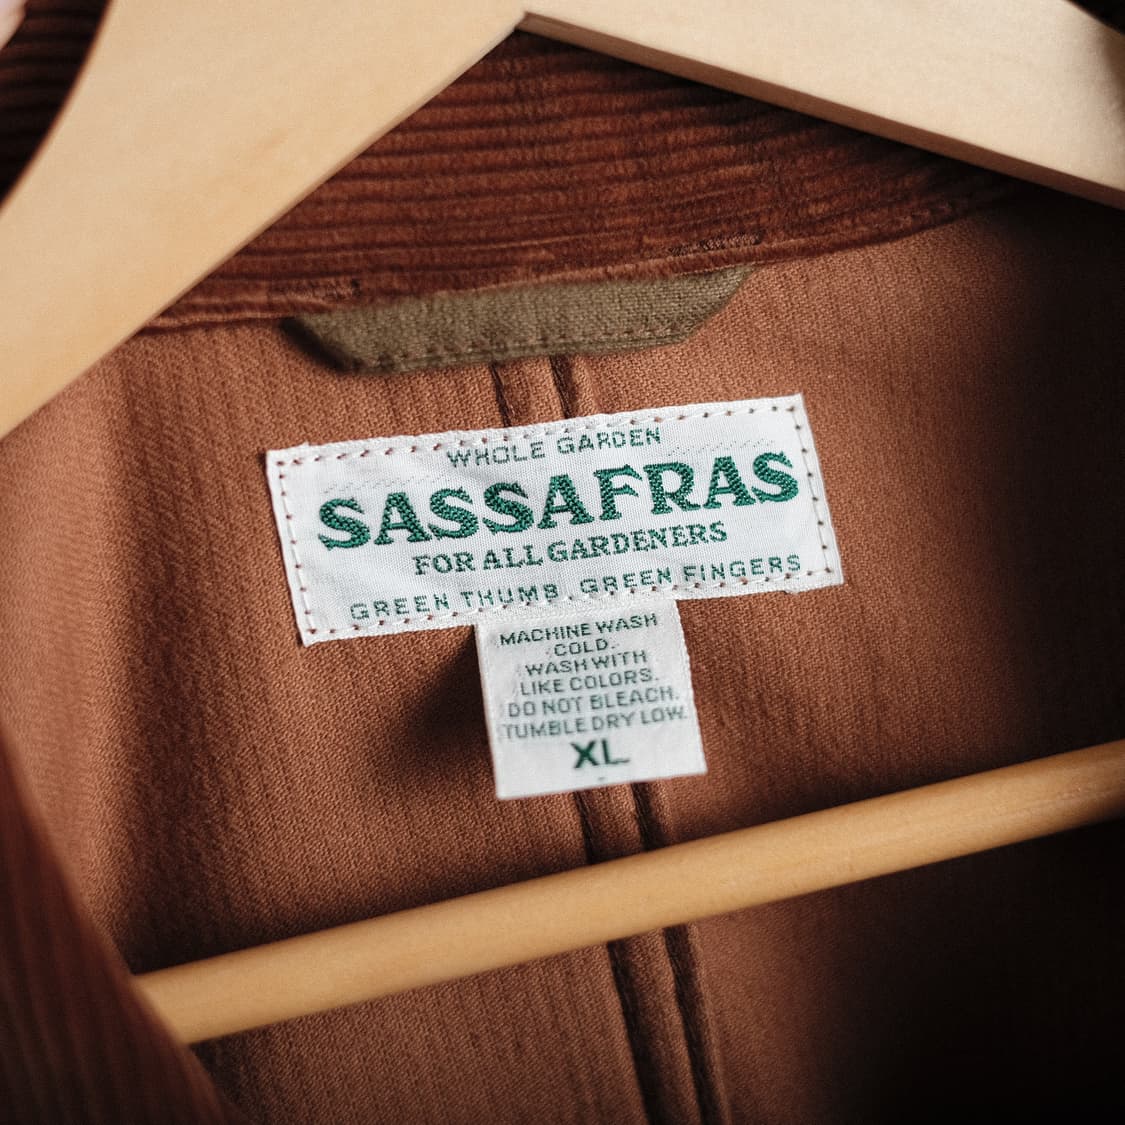 WHOLE GARDEN
SASSAFRAS
FOR ALL GARDENERS
GREEN THUMB . GREEN FINGERS
MACHINE WASH
COLD.
WASH WITH
LIKE COLORS.
DO NOT BLEACH.
TUMBLE DRY LOW.
XL